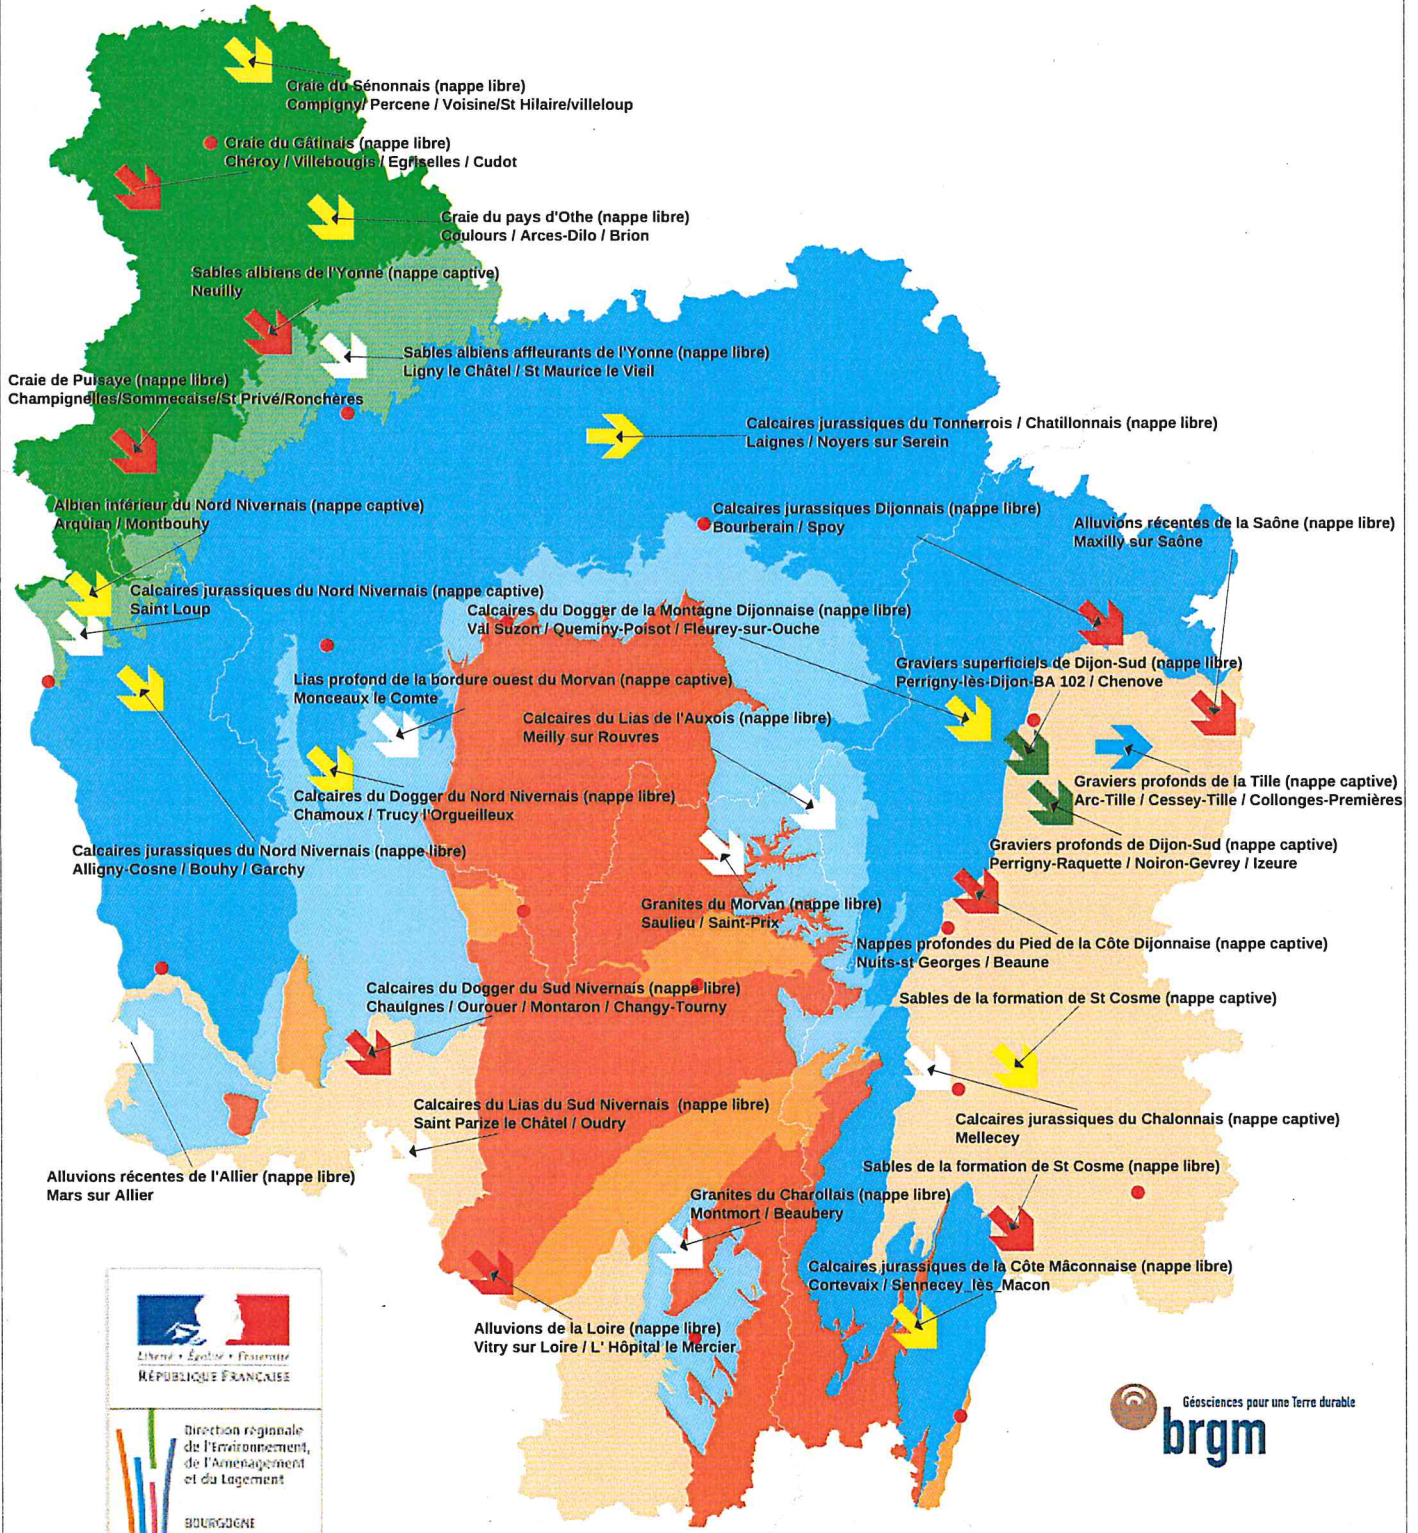 Craie du Sénonnais (nappe libre)
Compigny/ Percene / Voisine/St Hilaire/villeloup
Craie du Gâtinais (nappe libre)
Chéroy / Villebougis / Egriselles / Cudot
Craie du pays d'Othe (nappe libre)
Coulours / Arces-Dilo / Brion
Sables albiens de l'Yonne (nappe captive)
Neuilly
Sables albiens affleurants de l'Yonne (nappe libre)
Ligny le Châtel / St Maurice le Vieil
Craie de Puisaye (nappe libre)
Champignelles/Sommecaise/St Privé/Ronchères
Calcaires jurassiques du Tonnerrois / Chatillonnais (nappe libre)
Laignes / Noyers sur Serein
Albien inférieur du Nord Nivernais (nappe captive)
Arquian / Montbouhy
Calcaires jurassiques Dijonnais (nappe libre)
Bourberain / Spoy
Alluvions récentes de la Saône (nappe libre)
Maxilly sur Saône
Calcaires jurassiques du Nord Nivernais (nappe captive)
Saint Loup
Calcaires du Dogger de la Montagne Dijonnaise (nappe libre)
Val Suzon / Queminy-Poisot / Fleurey-sur-Ouche
Graviers superficiels de Dijon-Sud (nappe libre)
Perrigny-lès-Dijon-BA 102 / Chenove
Lias profond de la bordure ouest du Morvan (nappe captive)
Monceaux le Comte
Calcaires du Lias de l'Auxois (nappe libre)
Meilly sur Rouvres
Graviers profonds de la Tille (nappe captive)
Arc-Tille / Cessey-Tille / Collonges-Premières
Calcaires du Dogger du Nord Nivernais (nappe libre)
Chamoux / Trucy l'Orgueilleux
Graviers profonds de Dijon-Sud (nappe captive)
Perrigny-Raquette / Noiron-Gevrey / Izeure
Calcaires jurassiques du Nord Nivernais (nappe libre)
Alligny-Cosne / Bouhy / Garchy
Granites du Morvan (nappe libre)
Saulieu / Saint-Prix
Nappes profondes du Pied de la Côte Dijonnaise (nappe captive)
Nuits-st Georges / Beaune
Calcaires du Dogger du Sud Nivernais (nappe libre)
Chaulgnes / Ourouer / Montaron / Changy-Tourny
Sables de la formation de St Cosme (nappe captive)
Calcaires du Lias du Sud Nivernais (nappe libre)
Saint Parize le Châtel / Oudry
Calcaires jurassiques du Chalonnais (nappe captive)
Mellecey
Alluvions récentes de l'Allier (nappe libre)
Mars sur Allier
Sables de la formation de St Cosme (nappe libre)
Granites du Charollais (nappe libre)
Montmort / Beaubery
Calcaires jurassiques de la Côte Mâconnaise (nappe libre)
Cortevaix / Sennecey_lès_Macon
Alluvions de la Loire (nappe libre)
Vitry sur Loire / L' Hôpital le Mercier
Liberté • Égalité • Fraternité
RÉPUBLIQUE FRANÇAISE
Direction régionale
de l'Environnement,
de l'Aménagement
et du Logement
BOURGOGNE
Géosciences pour une Terre durable
brgm